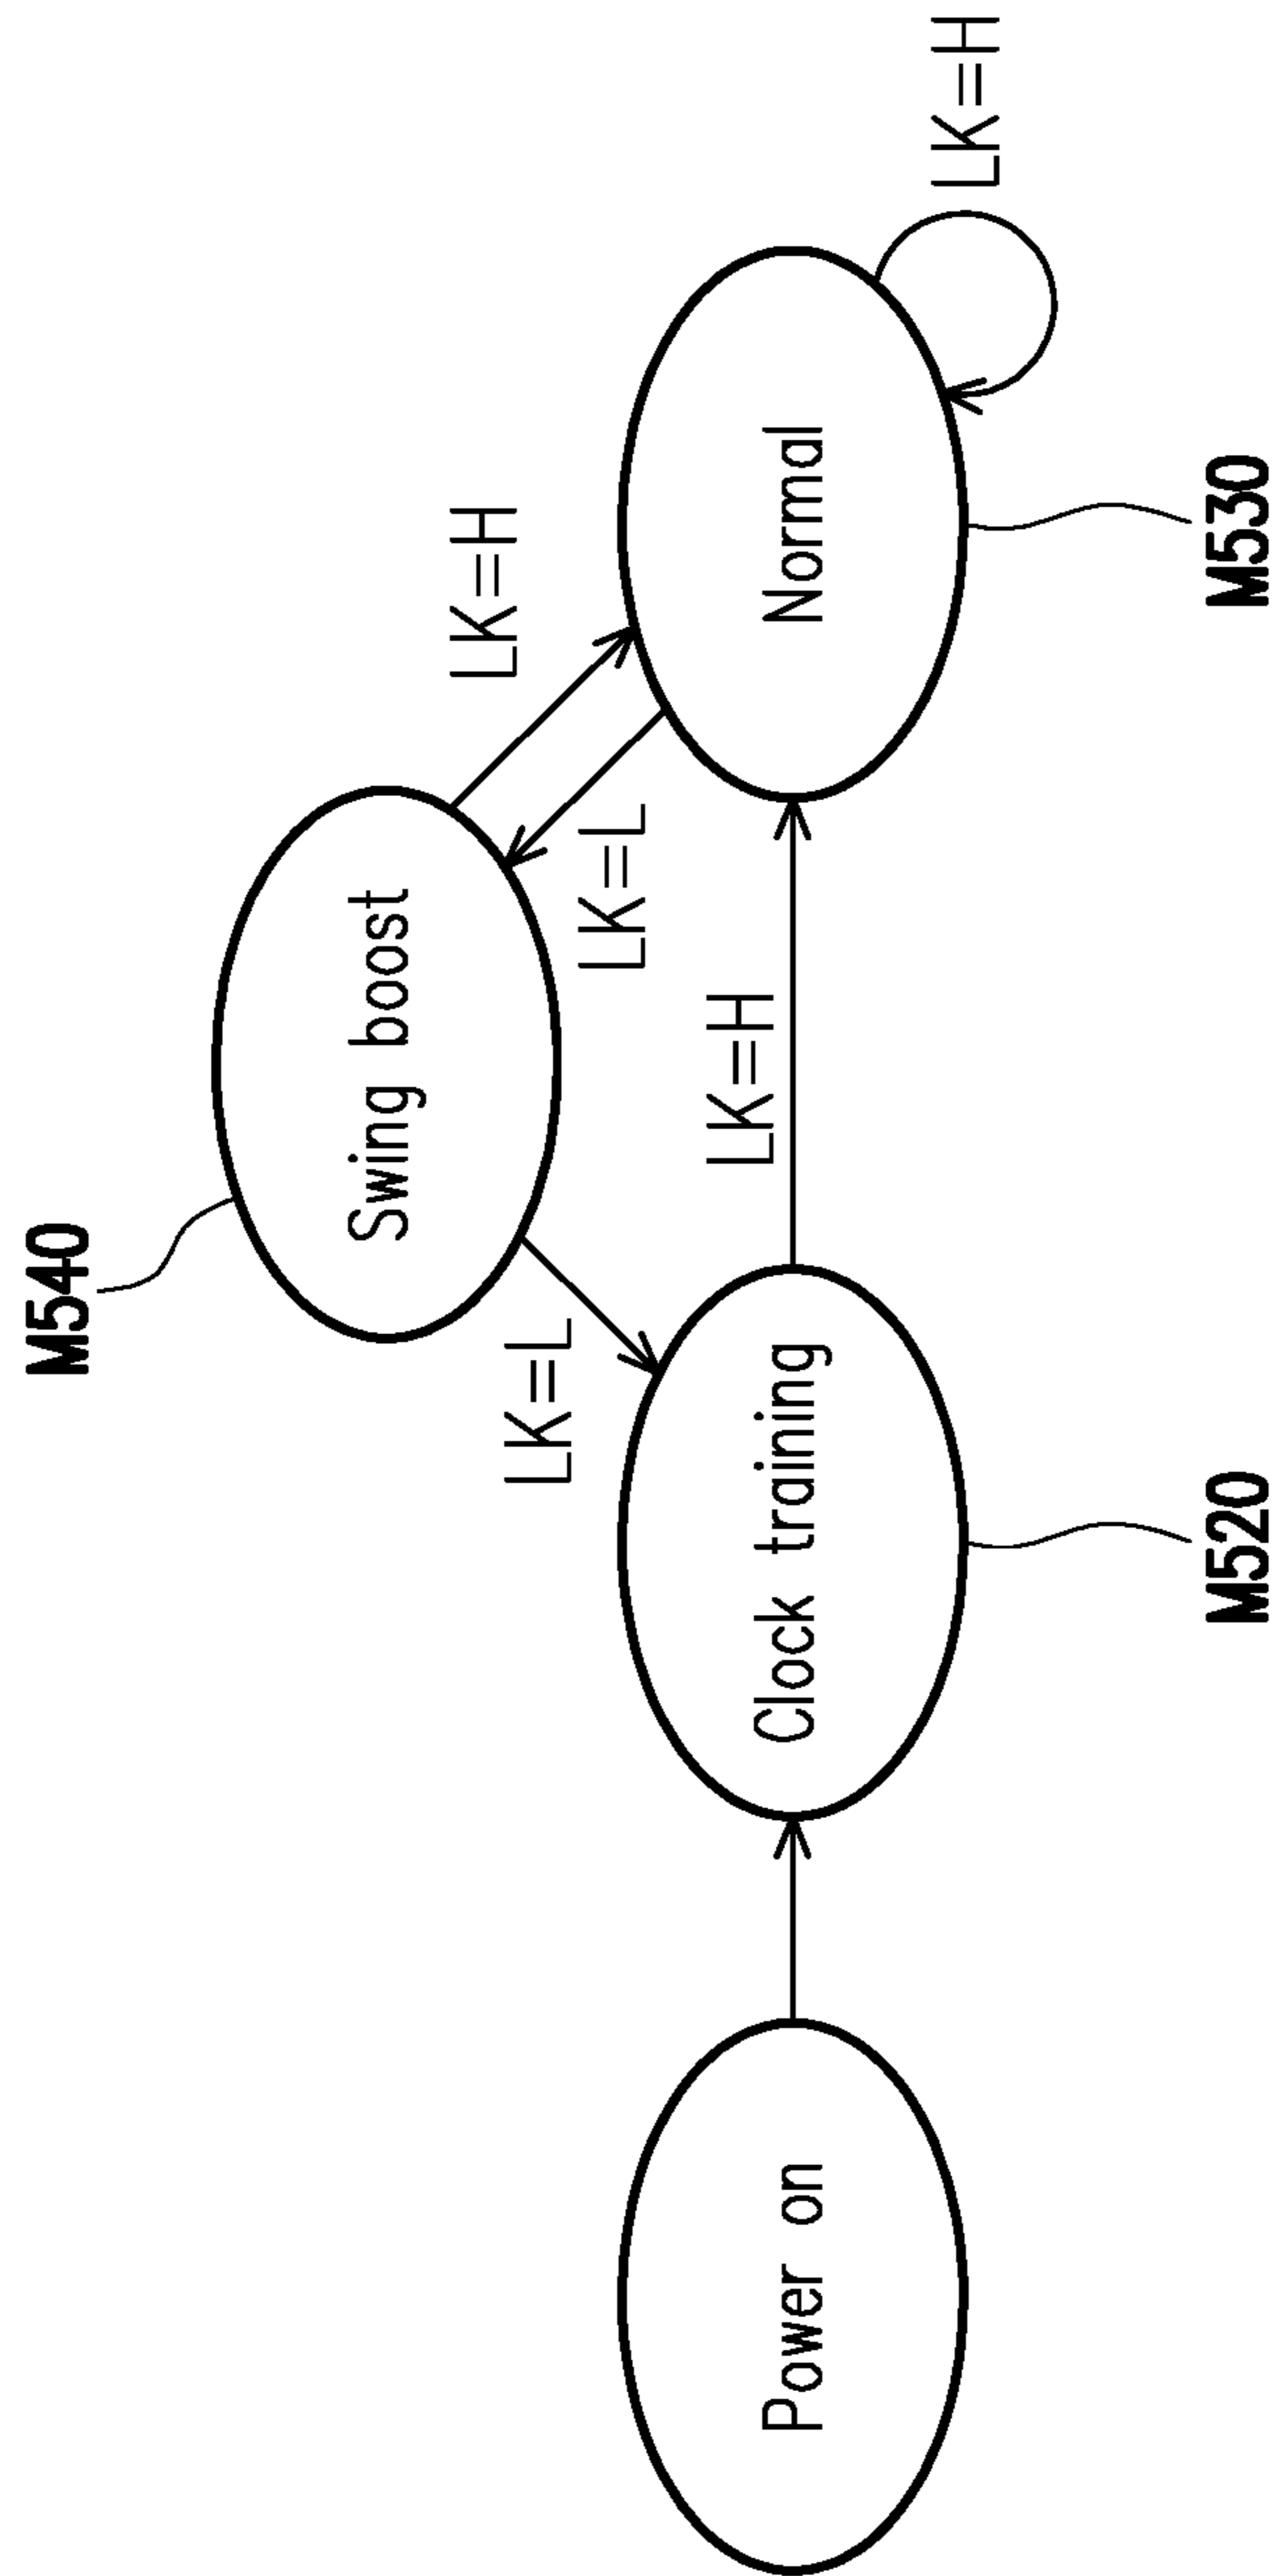 M540
Swing boost
LK=H
LK=L
LK=L
LK=H
LK=H
Power on
Clock training
Normal
M520
M530